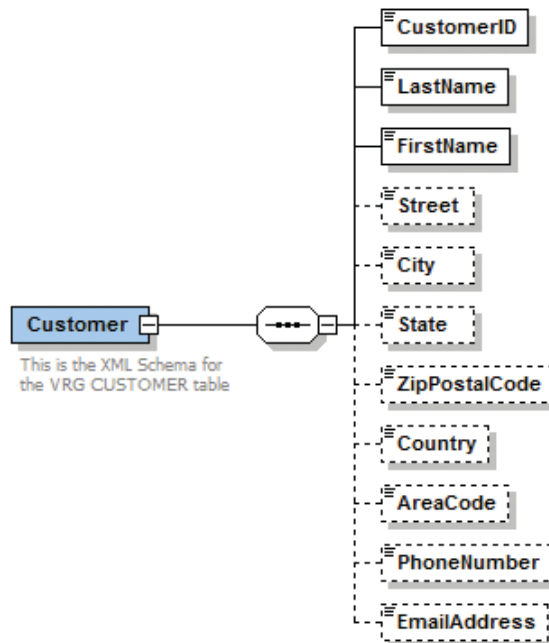 CustomerID
LastName
FirstName
Street
City
State
ZipPostalCode
Country
AreaCode
PhoneNumber
EmailAddress
Customer
This is the XML Schema for
the VRG CUSTOMER table